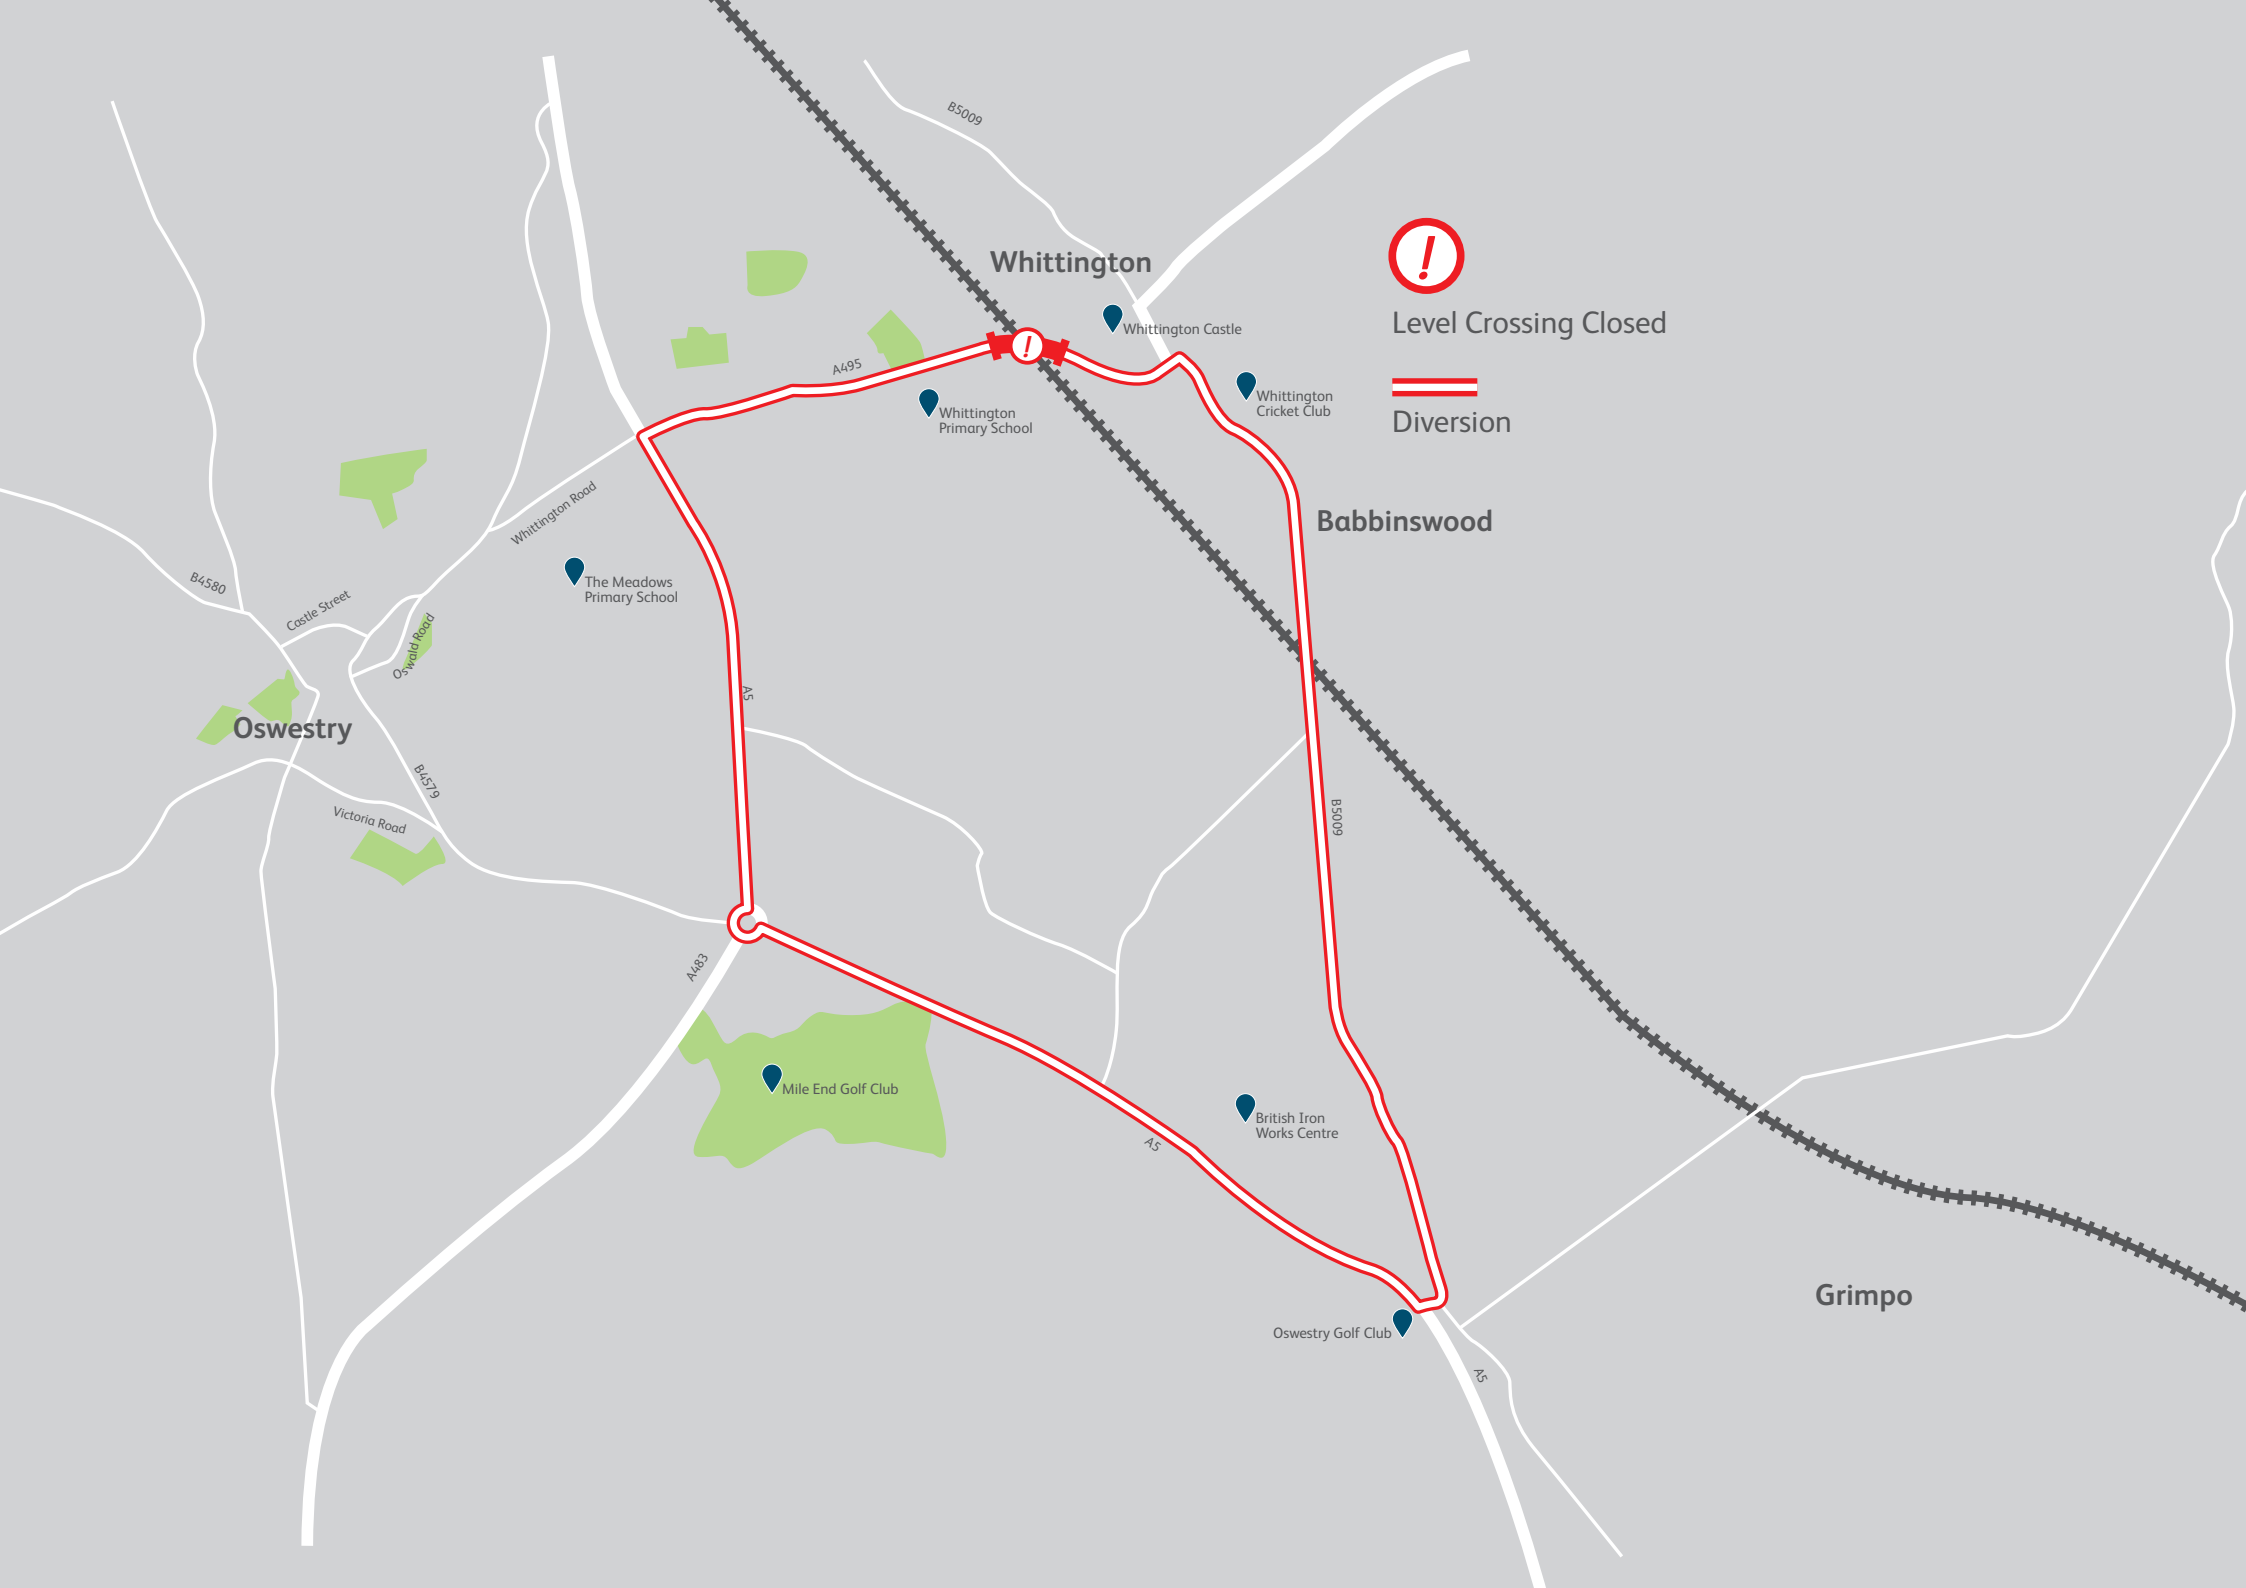 B5009
Whittington
Whittington Castle
Level Crossing Closed
A495
Whittington
Cricket Club
Whittington
Primary School
Diversion
Whittington Road
Babbinswood
The Meadows
Primary School
B4580
Castle Street
Oswald Road
A5
Oswestry
B4579
Victoria Road
B5009
A483
Mile End Golf Club
British Iron
Works Centre
A5
Grimpo
Oswestry Golf Club
A5